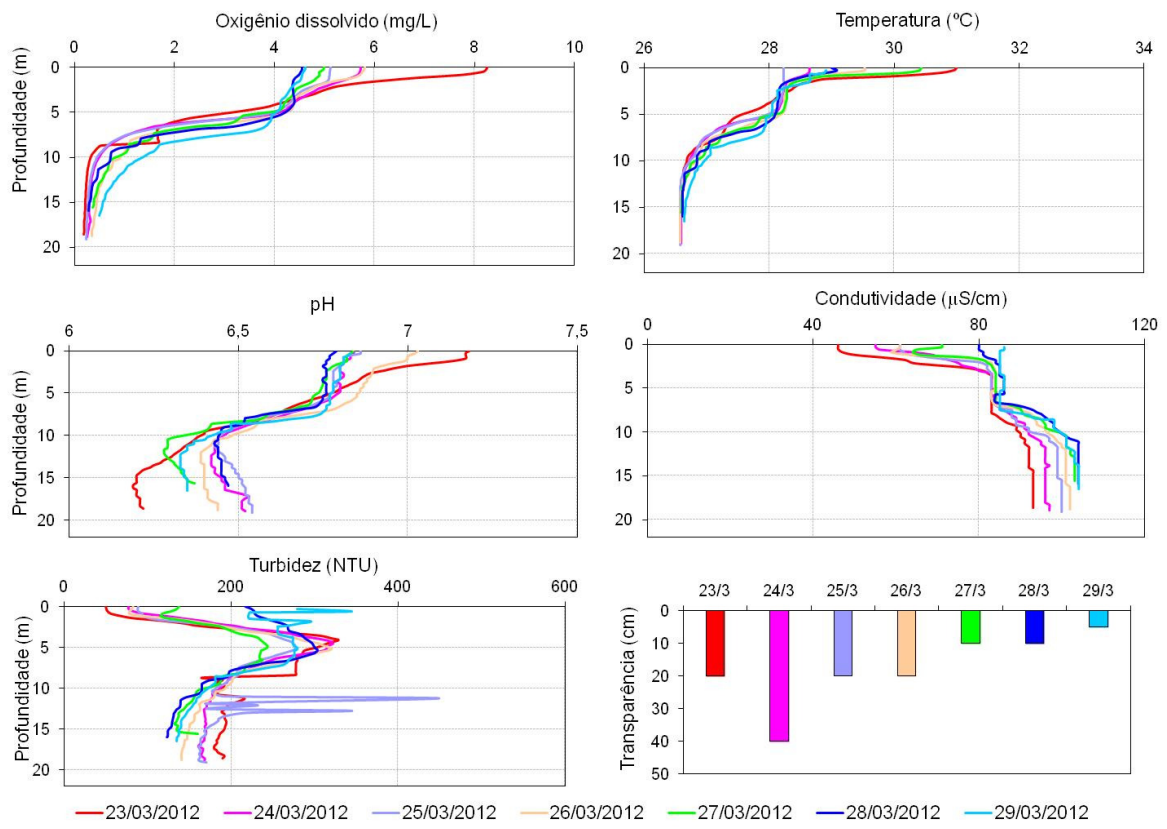 Oxigênio dissolvido (mg/L)
0 2 4 6 8 10
Profundidade (m)
0
5
10
15
20
Temperatura (ºC)
26 28 30 32 34
Profundidade (m)
0
5
10
15
20
pH
6 6,5 7 7,5
Profundidade (m)
0
5
10
15
20
Condutividade (µS/cm)
0 40 80 120
Profundidade (m)
0
5
10
15
20
Turbidez (NTU)
0 200 400 600
Profundidade (m)
0
5
10
15
20
23/3 24/3 25/3 26/3 27/3 28/3 29/3
Transparência (cm)
0
10
20
30
40
50
23/03/2012 24/03/2012 25/03/2012 26/03/2012 27/03/2012 28/03/2012 29/03/2012